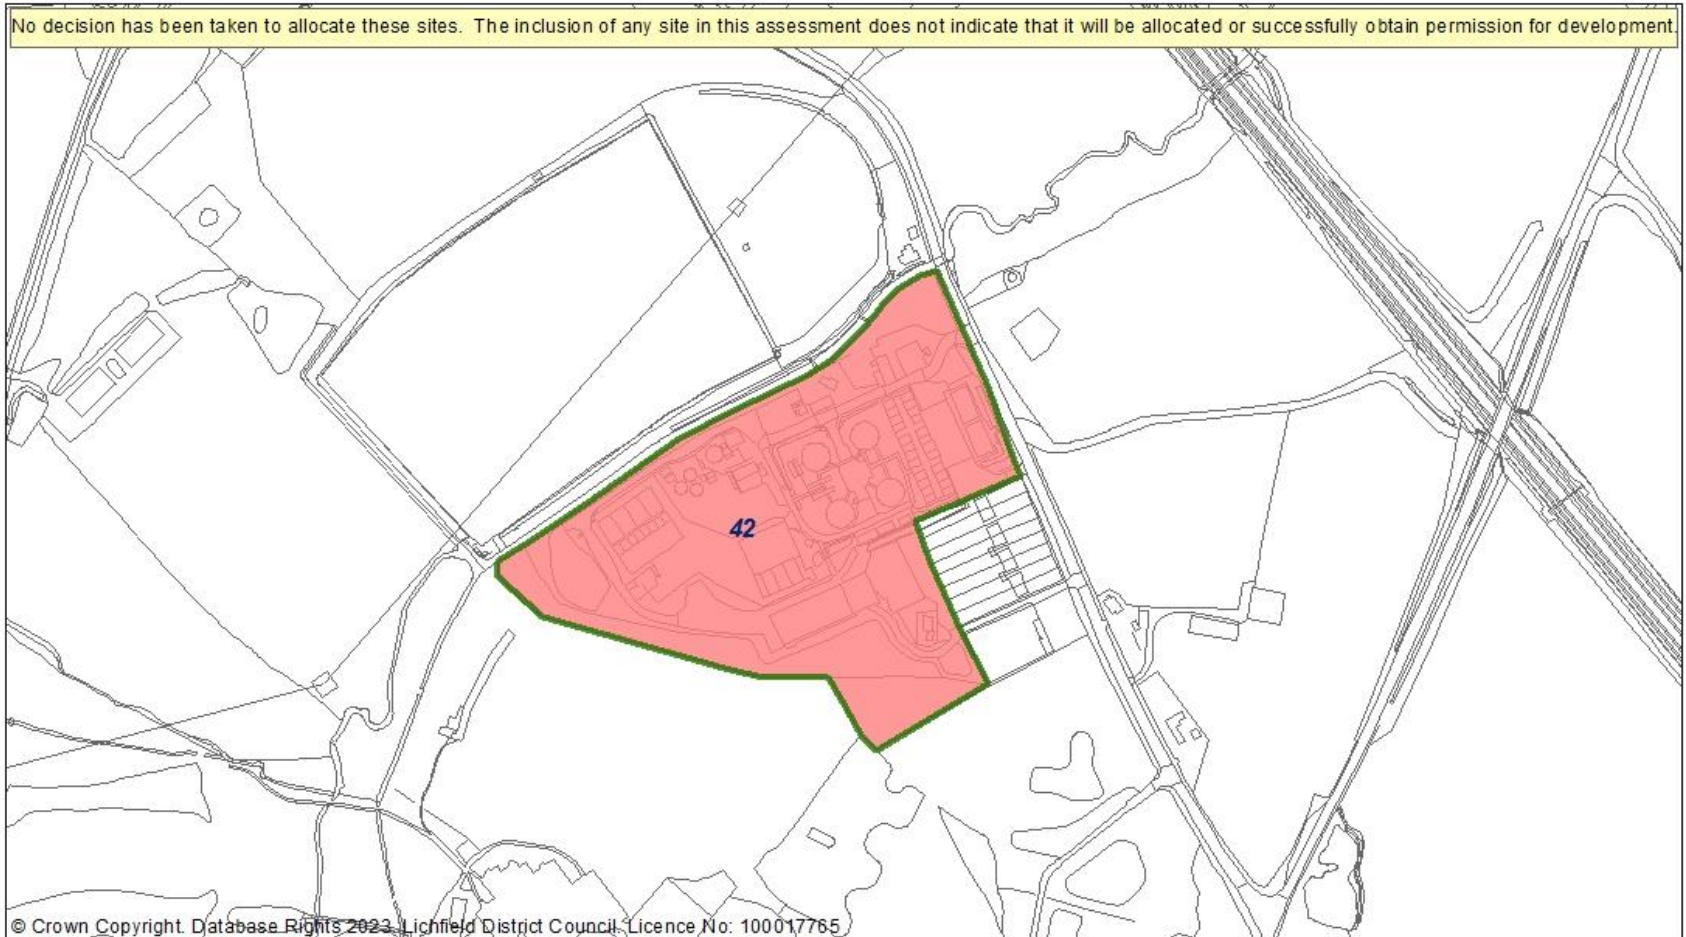 No decision has been taken to allocate these sites. The inclusion of any site in this assessment does not indicate that it will be allocated or successfully obtain permission for development.
42
© Crown Copyright. Database Rights 2023. Lichfield District Council. Licence No: 100017765